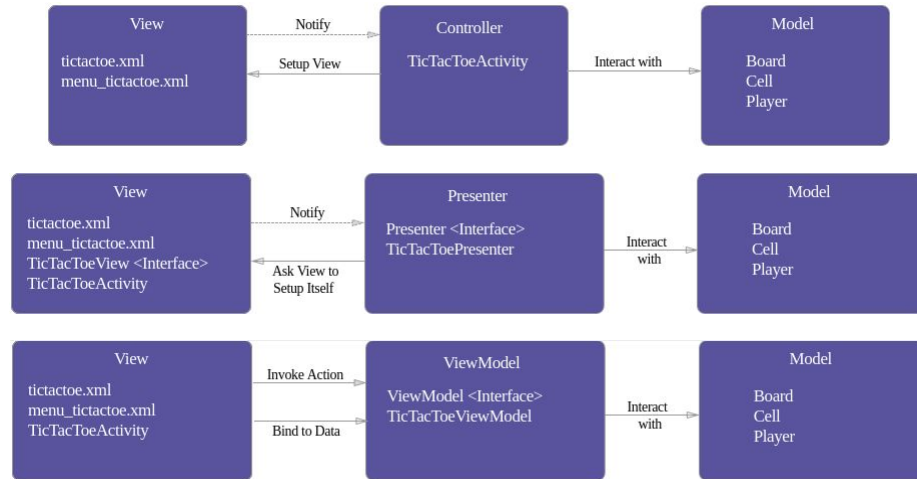 View
tictactoe.xml
menu_tictactoe.xml
Notify
Setup View
Controller
TicTacToeActivity
Interact with
Model
Board
Cell
Player
View
tictactoe.xml
menu_tictactoe.xml
TicTacToeView <Interface>
TicTacToeActivity
Notify
Ask View to
Setup Itself
Presenter
Presenter <Interface>
TicTacToePresenter
Interact
with
Model
Board
Cell
Player
View
tictactoe.xml
menu_tictactoe.xml
TicTacToeActivity
Invoke Action
Bind to Data
ViewModel
ViewModel <Interface>
TicTacToeViewModel
Interact
with
Model
Board
Cell
Player